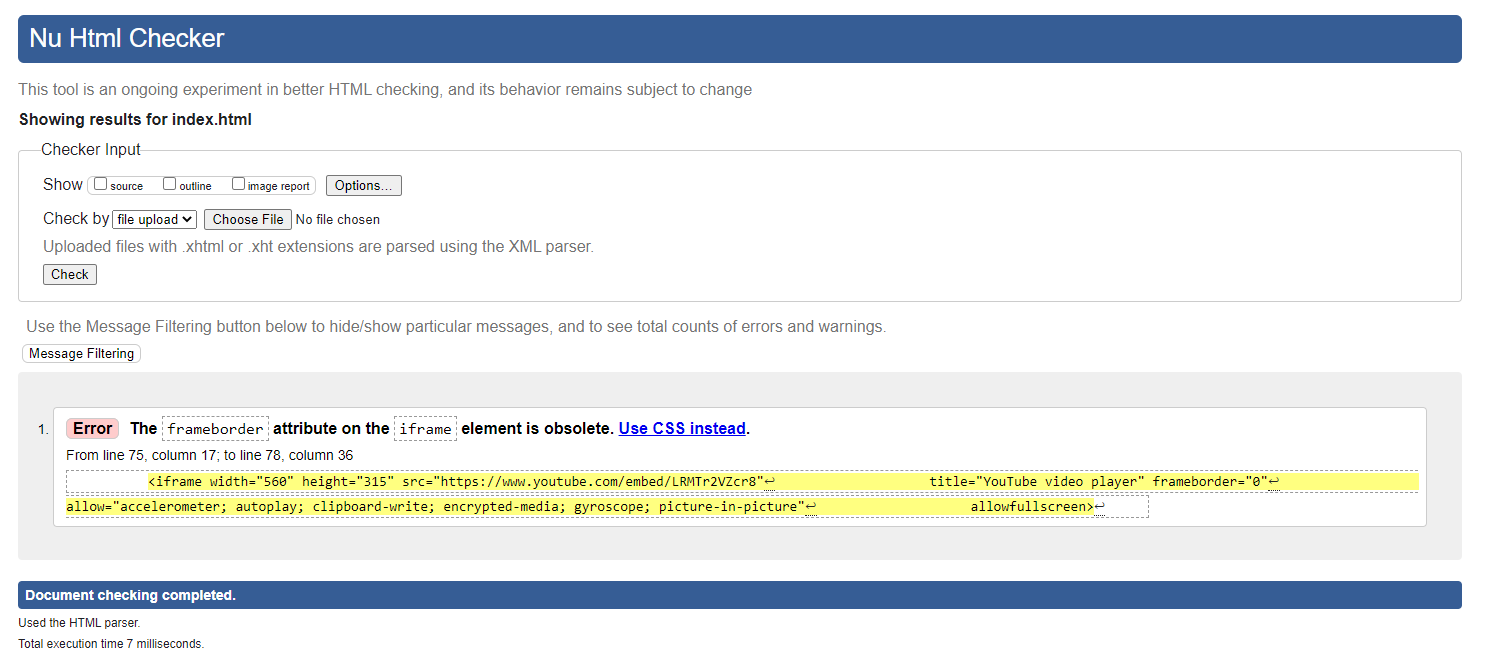 Nu Html Checker
This tool is an ongoing experiment in better HTML checking, and its behavior remains subject to change
Showing results for index.html
Checker Input
Show source outline image report Options...
Check by file upload Choose File No file chosen
Uploaded files with .xhtml or .xht extensions are parsed using the XML parser.
Check
Use the Message Filtering button below to hide/show particular messages, and to see total counts of errors and warnings.
Message Filtering
1. Error The frameborder attribute on the iframe element is obsolete. Use CSS instead.
From line 75, column 17; to line 78, column 36
<iframe width="560" height="315" src="https://www.youtube.com/embed/LRMTr2VZcr8"↩ title="YouTube video player" frameborder="0"↩
allow="accelerometer; autoplay; clipboard-write; encrypted-media; gyroscope; picture-in-picture"↩ allowfullscreen>↩
Document checking completed.
Used the HTML parser.
Total execution time 7 milliseconds.